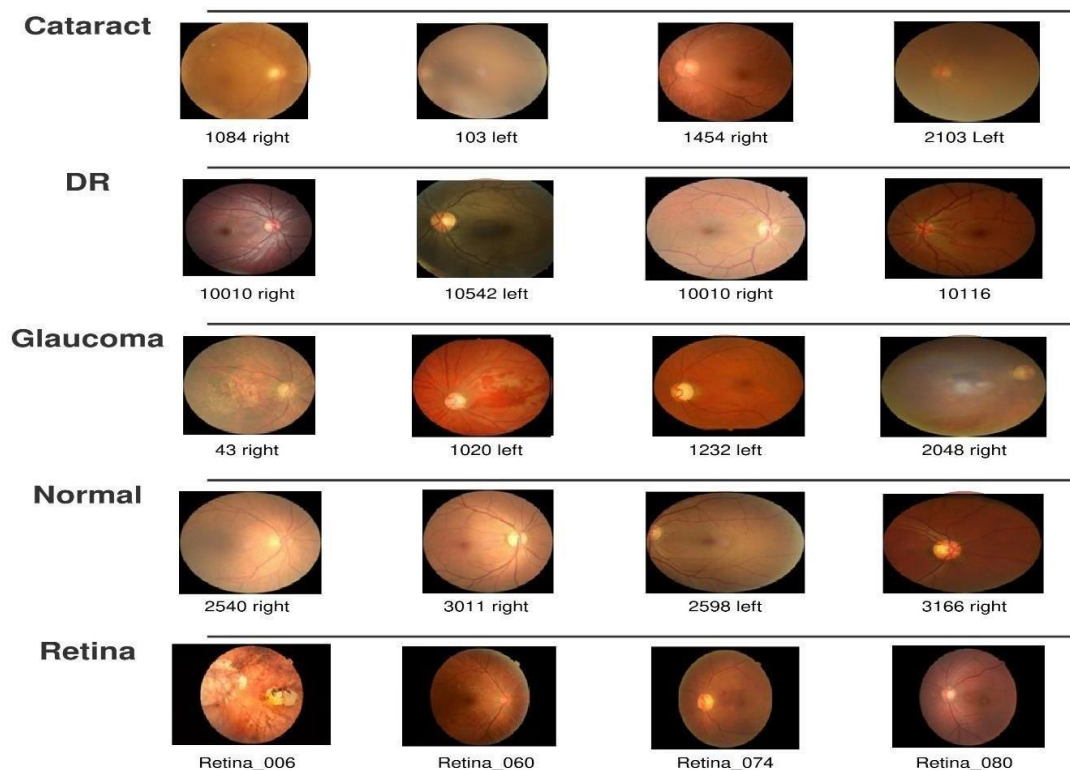 Cataract
1084 right
103 left
1454 right
2103 Left
DR
10010 right
10542 left
10010 right
10116
Glaucoma
43 right
1020 left
1232 left
2048 right
Normal
2540 right
3011 right
2598 left
3166 right
Retina
Retina_006
Retina_060
Retina_074
Retina_080